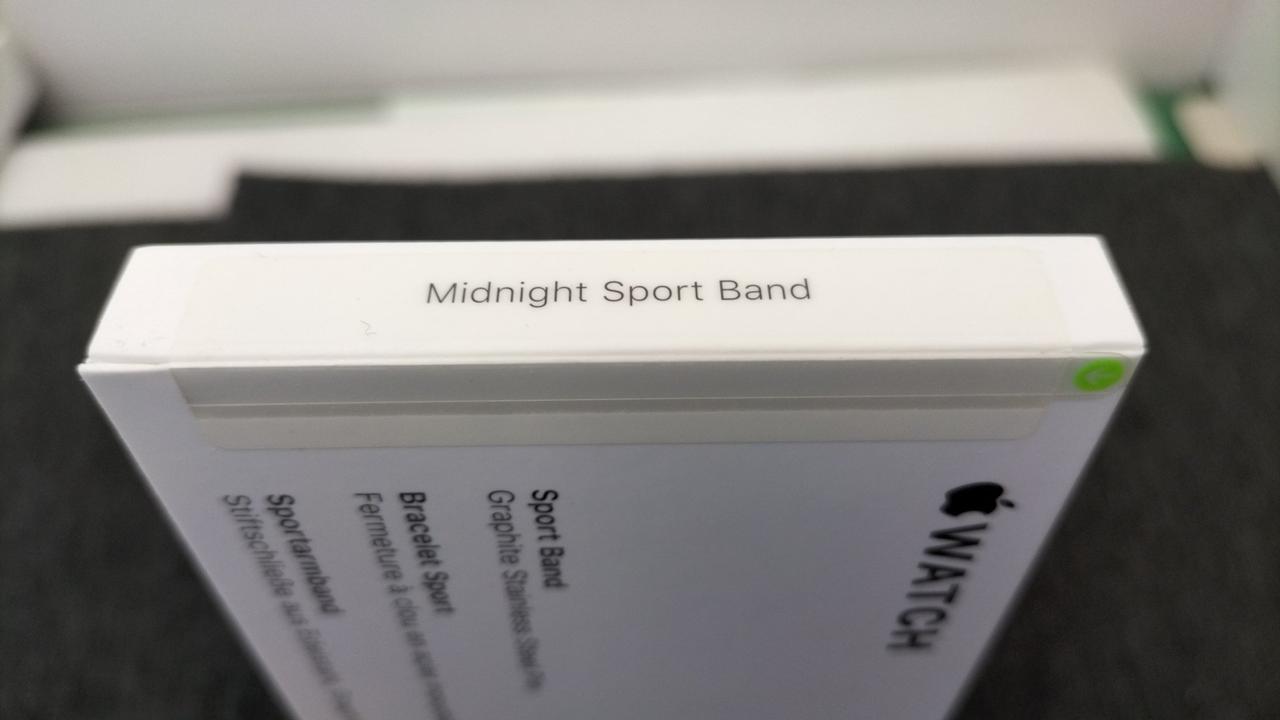 Midnight Sport Band
WATCH
Sport Band
Graphite Stainless Steel Pin
Bracelet Sport
Fermeture à clou en acier
Sportarmband
Stiftschließe aus Edelstahl,